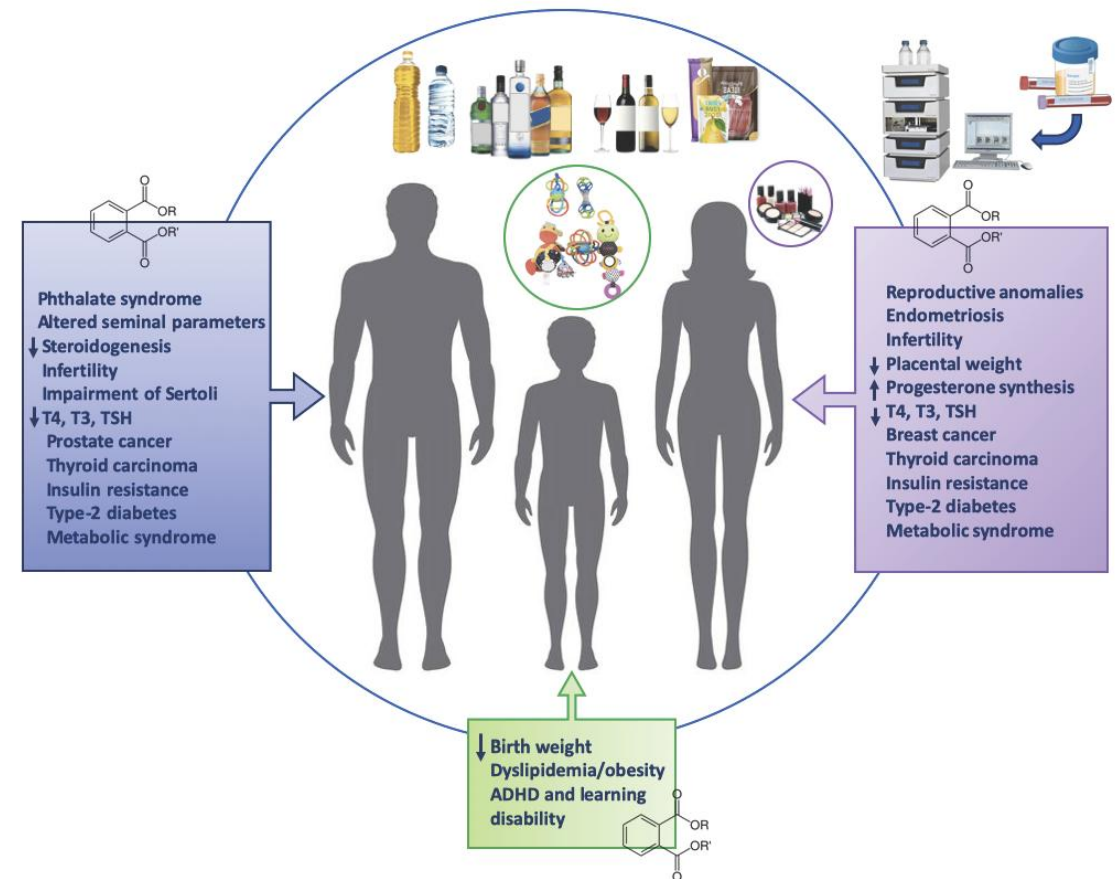 O
OR
OR'
O
Phthalate syndrome
Altered seminal parameters
↓ Steroidogenesis
Infertility
Impairment of Sertoli
↓ T4, T3, TSH
Prostate cancer
Thyroid carcinoma
Insulin resistance
Type-2 diabetes
Metabolic syndrome
O
OR
OR'
O
Reproductive anomalies
Endometriosis
Infertility
↓ Placental weight
↑ Progesterone synthesis
↓ T4, T3, TSH
Breast cancer
Thyroid carcinoma
Insulin resistance
Type-2 diabetes
Metabolic syndrome
↓ Birth weight
Dyslipidemia/obesity
ADHD and learning
disability
O
OR
OR'
O